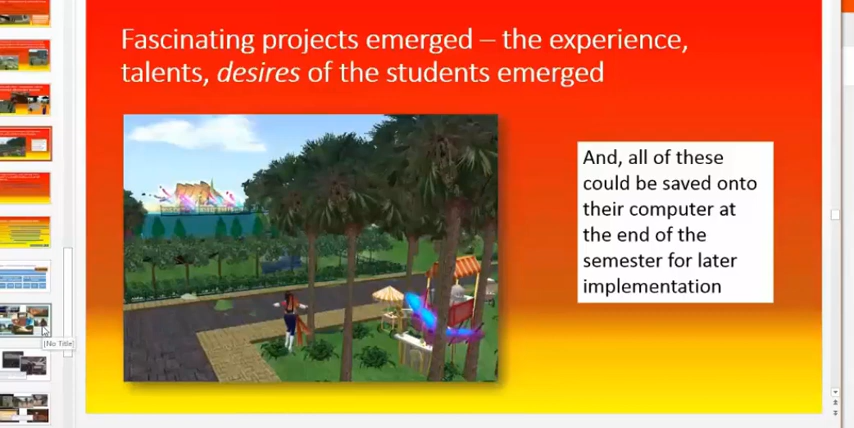 Fascinating projects emerged – the experience,
talents, desires of the students emerged
And, all of these
could be saved onto
their computer at
the end of the
semester for later
implementation
[No Title]